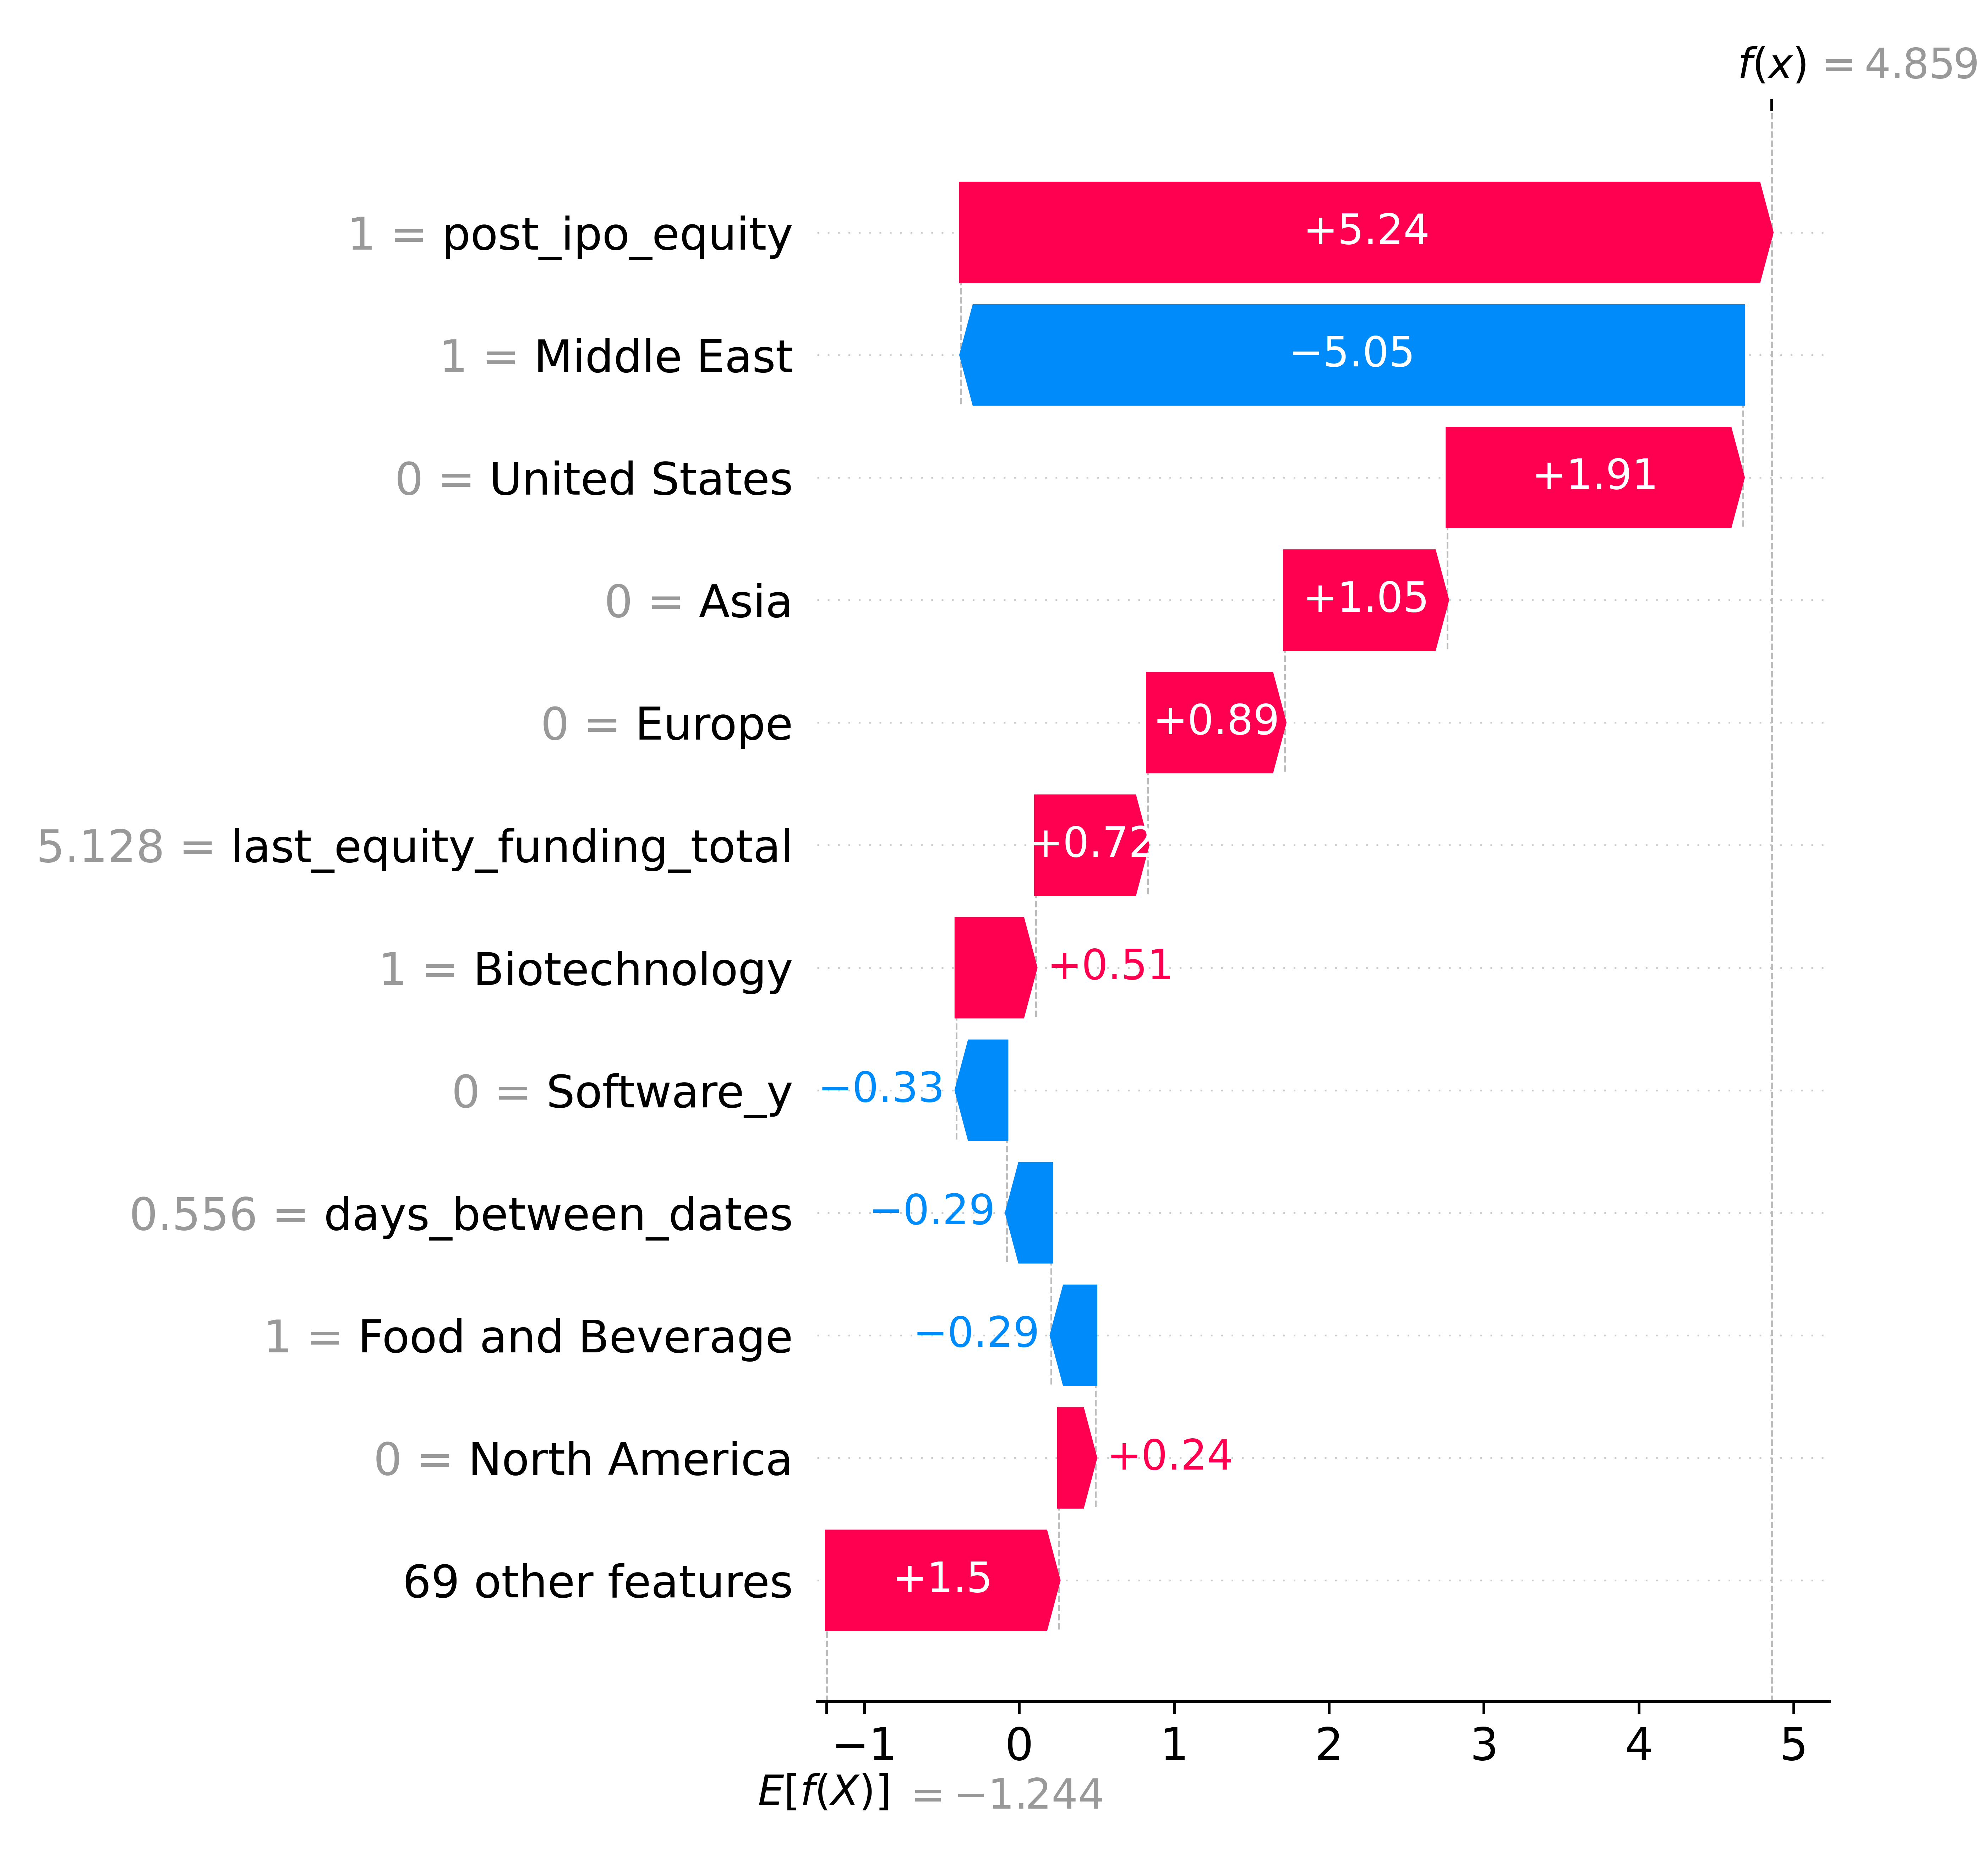 f(x) = 4.859
1 = post_ipo_equity
+5.24
1 = Middle East
−5.05
0 = United States
+1.91
0 = Asia
+1.05
0 = Europe
+0.89
5.128 = last_equity_funding_total
+0.72
1 = Biotechnology
+0.51
0 = Software_y
−0.33
0.556 = days_between_dates
−0.29
1 = Food and Beverage
−0.29
0 = North America
+0.24
69 other features
+1.5
−1 0 1 2 3 4 5
E[f(X)] = −1.244